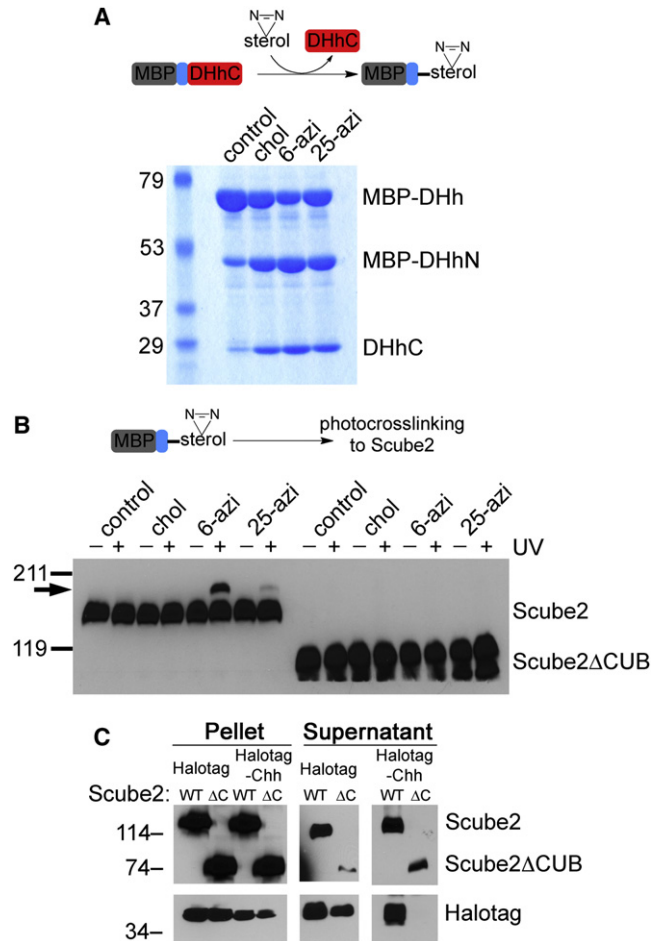 A
N=N
sterol
DHhC
MBP DHhC
MBP
N=N
sterol
control chol 6-azi 25-azi
79
53
37
29
MBP-DHh
MBP-DHhN
DHhC
B
MBP
N=N
sterol
photocrosslinking
to Scube2
control chol 6-azi 25-azi control chol 6-azi 25-azi
– + – + – + – + – + – + – + – + UV
211
119
Scube2
Scube2ΔCUB
C
Pellet Supernatant
Halotag Halotag
-Chh Halotag Halotag
-Chh
Scube2: WT ΔC WT ΔC WT ΔC WT ΔC
114–
74–
34–
Scube2
Scube2ΔCUB
Halotag